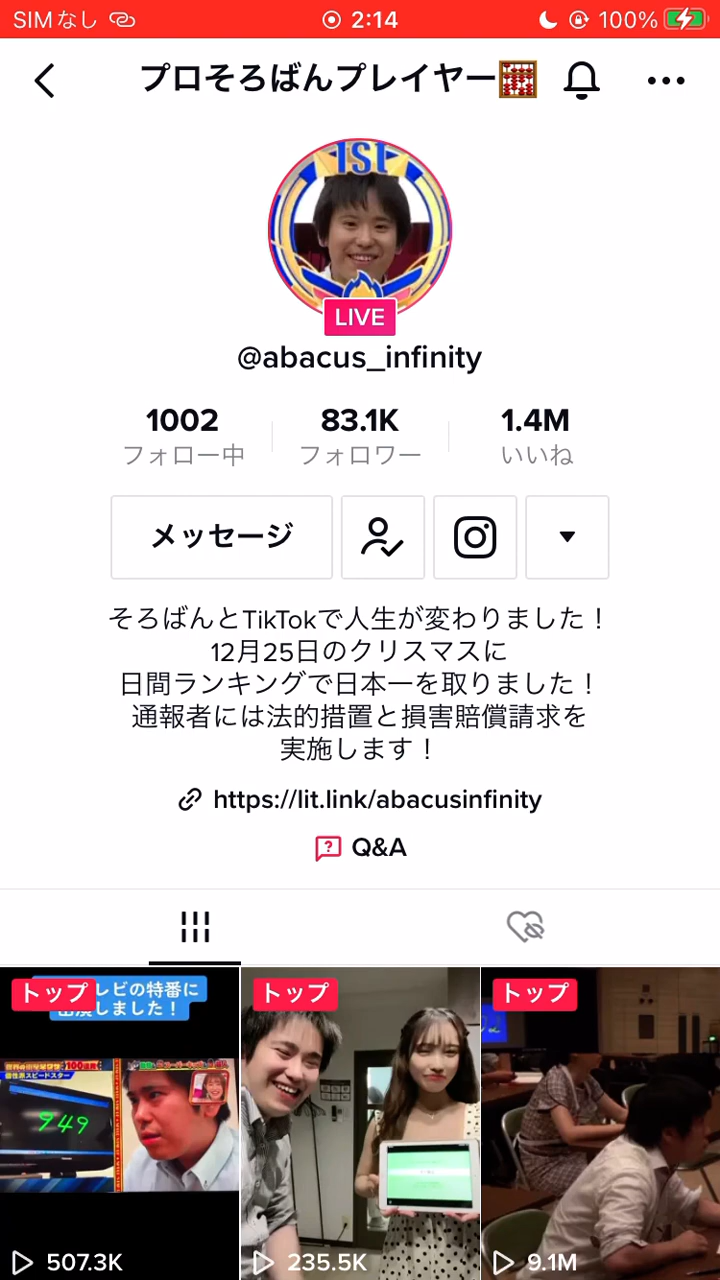 SIMなし 2:14 100%
プロそろばんプレイヤー🧮
1ST
LIVE
@abacus_infinity
1002 83.1K 1.4M
フォロー中 フォロワー いいね
メッセージ
そろばんとTikTokで人生が変わりました！
12月25日のクリスマスに
日間ランキングで日本一を取りました！
通報者には法的措置と損害賠償請求を
実施します！
https://lit.link/abacusinfinity
Q&A
トップ レビの特番に
出演しました！
949
507.3K
トップ
235.5K
トップ
9.1M